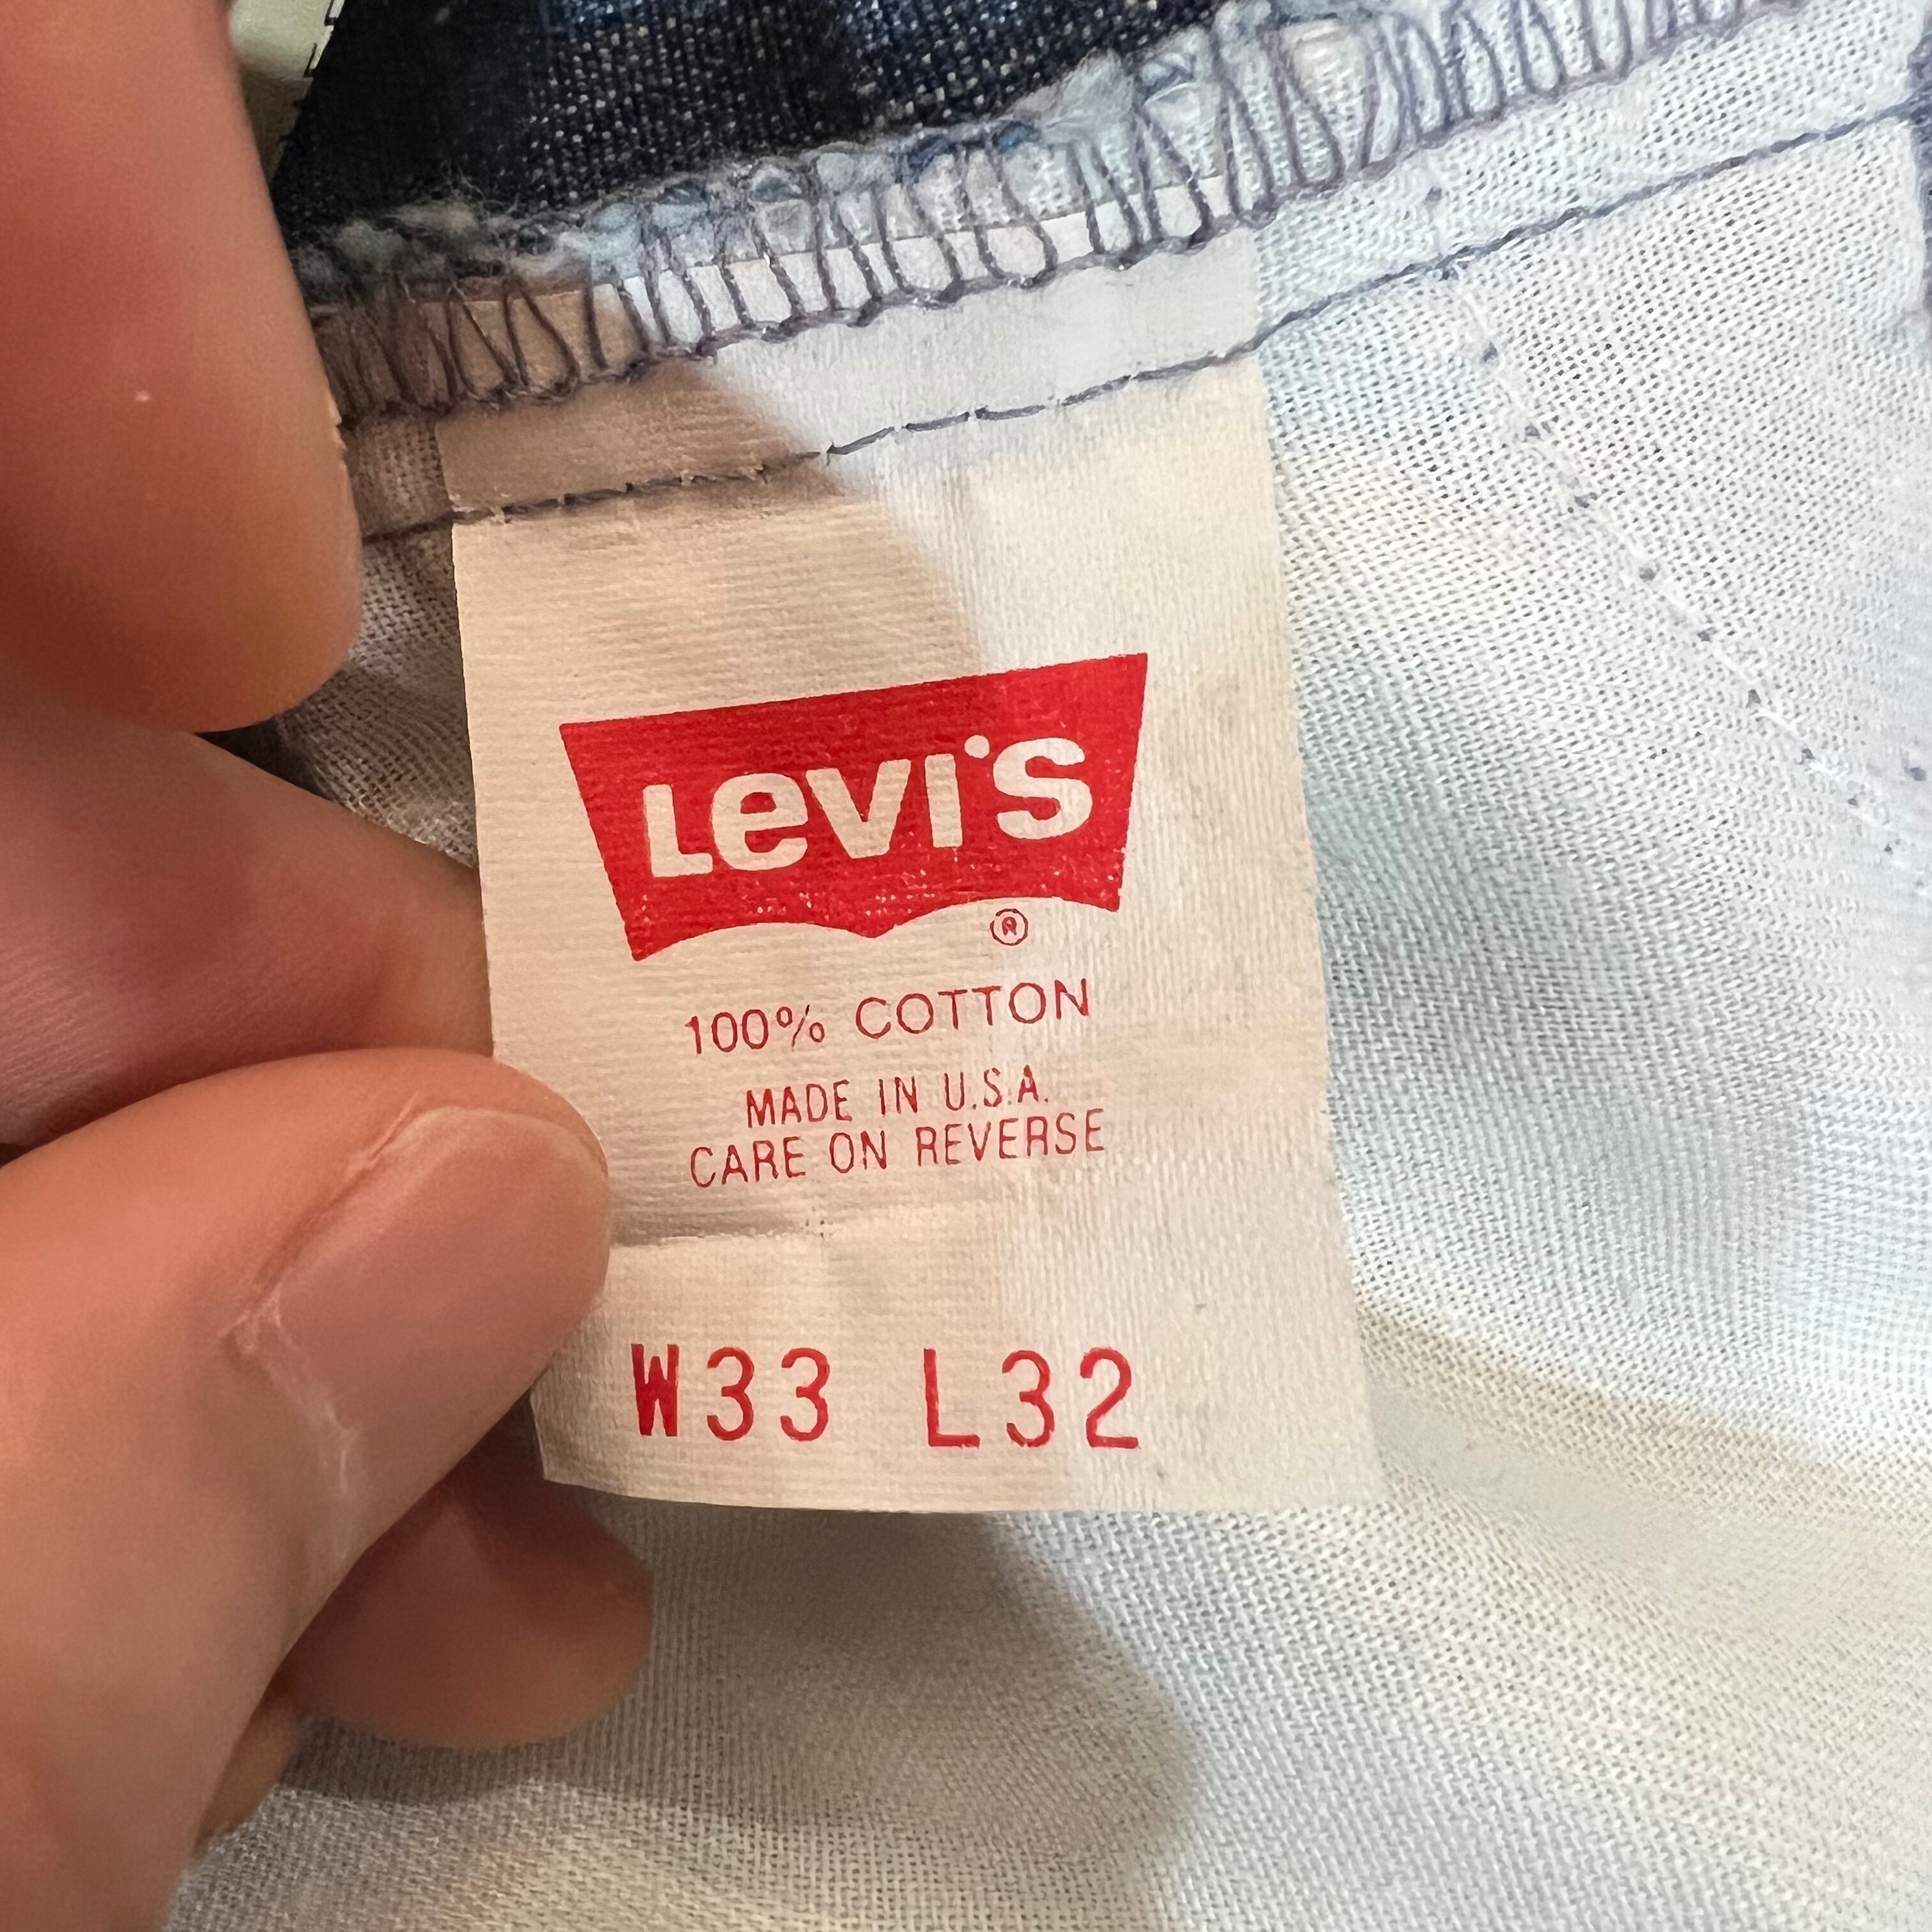 Levi's
®
100% COTTON
MADE IN U.S.A.
CARE ON REVERSE
W33 L32